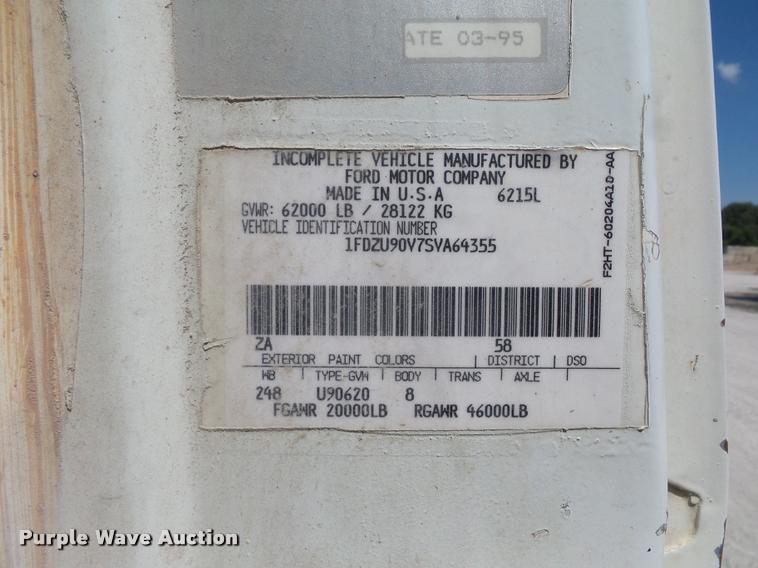 ATE 03-95
INCOMPLETE VEHICLE MANUFACTURED BY
FORD MOTOR COMPANY
MADE IN U.S.A 6215L
GVWR: 62000 LB / 28122 KG
VEHICLE IDENTIFICATION NUMBER
1FDZU90V7SVA64355
F2HT-60204A10-AA
ZA 58
EXTERIOR PAINT COLORS | DISTRICT | DSO
WB | TYPE-GVW | BODY | TRANS | AXLE |
248 U90620 8
FGAWR 20000LB RGAWR 46000LB
Purple Wave Auction